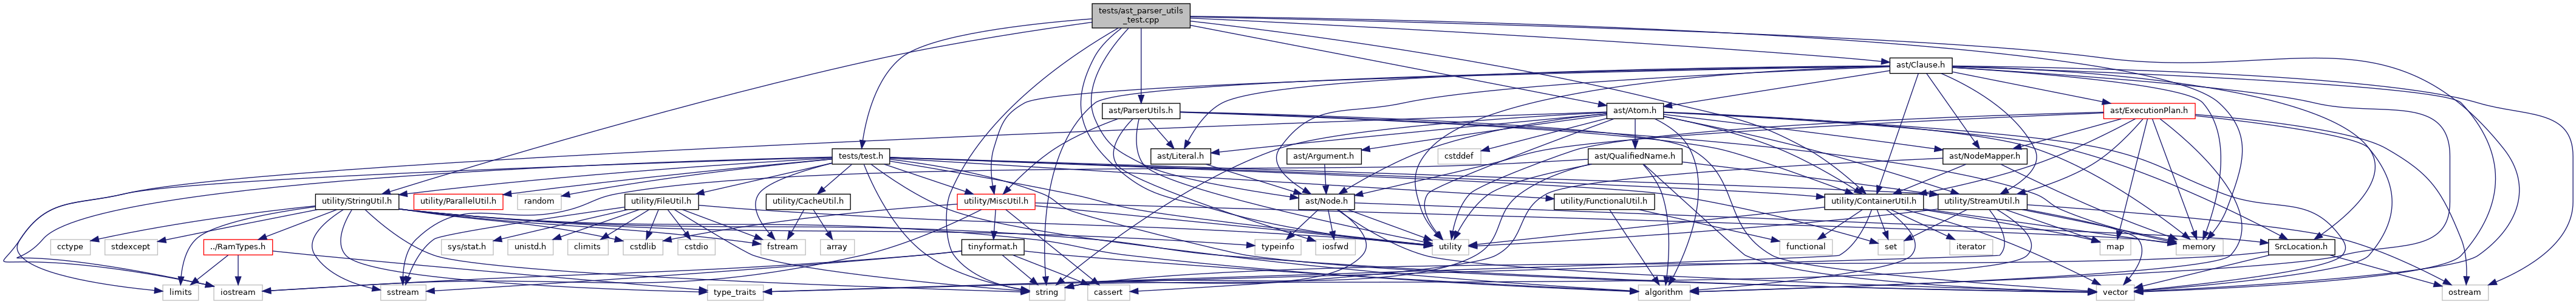 tests/ast_parser_utils
_test.cpp
ast/Clause.h
ast/ParserUtils.h
ast/Atom.h
ast/ExecutionPlan.h
tests/test.h
ast/Literal.h
ast/Argument.h
cstddef
ast/QualifiedName.h
ast/NodeMapper.h
utility/StringUtil.h
utility/ParallelUtil.h
random
utility/FileUtil.h
utility/CacheUtil.h
utility/MiscUtil.h
ast/Node.h
utility/FunctionalUtil.h
utility/ContainerUtil.h
utility/StreamUtil.h
cctype
stdexcept
../RamTypes.h
sys/stat.h
unistd.h
climits
cstdlib
cstdio
fstream
array
tinyformat.h
typeinfo
iosfwd
utility
functional
set
iterator
map
memory
SrcLocation.h
limits
iostream
sstream
type_traits
string
cassert
algorithm
vector
ostream